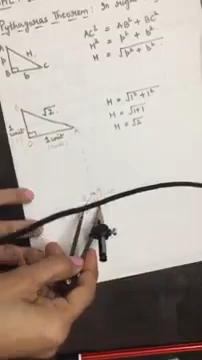 Pythagoras Theorem: In right
AC² = AB² + BC²
H² = P² + b²
H = √P² + b²
A
P
H
B
b
C
√2
1 unit
1 unit
H = √1² + 1²
H = √1+1
H = √2